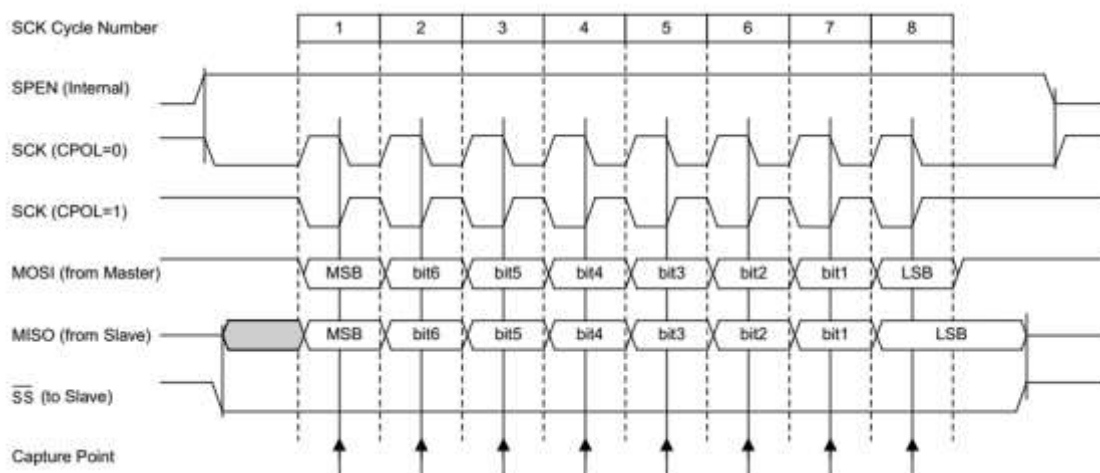 SCK Cycle Number 1 2 3 4 5 6 7 8
SPEN (Internal)
SCK (CPOL=0)
SCK (CPOL=1)
MOSI (from Master) MSB bit6 bit5 bit4 bit3 bit2 bit1 LSB
MISO (from Slave) MSB bit6 bit5 bit4 bit3 bit2 bit1 LSB
SS (to Slave)
Capture Point